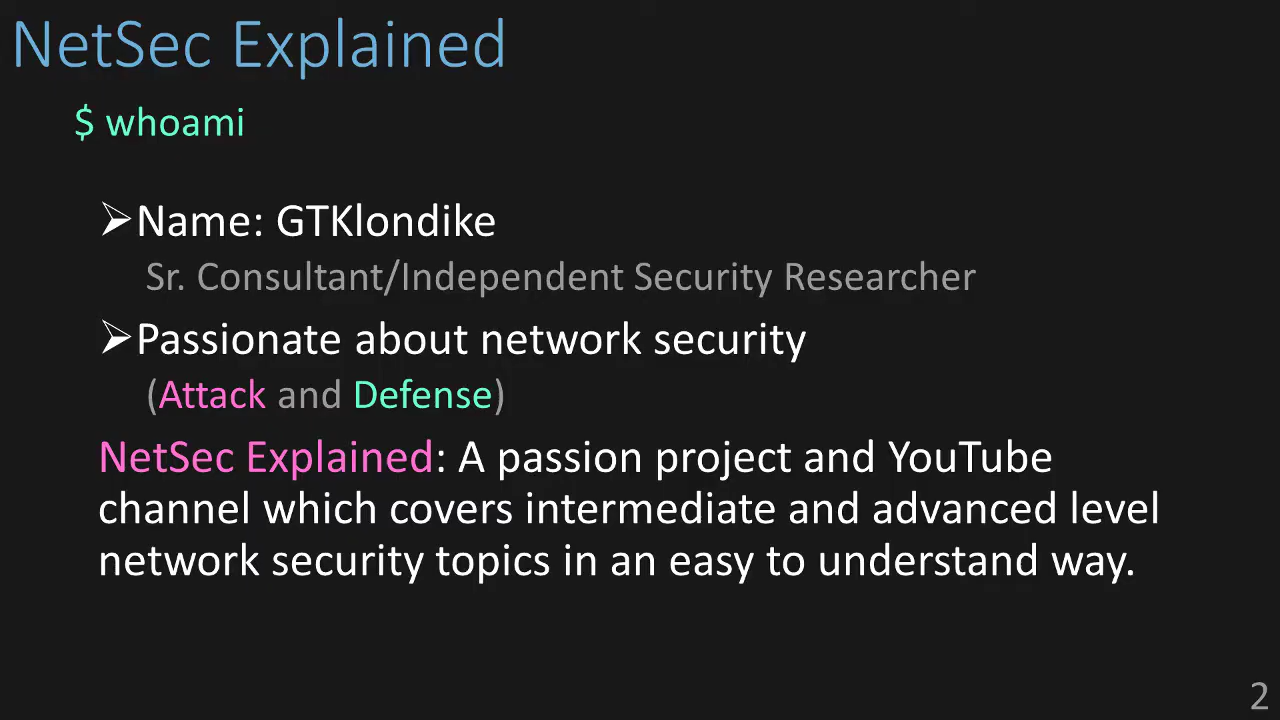 NetSec Explained
$ whoami
➢Name: GTKlondike
Sr. Consultant/Independent Security Researcher
➢Passionate about network security
(Attack and Defense)
NetSec Explained: A passion project and YouTube
channel which covers intermediate and advanced level
network security topics in an easy to understand way.
2